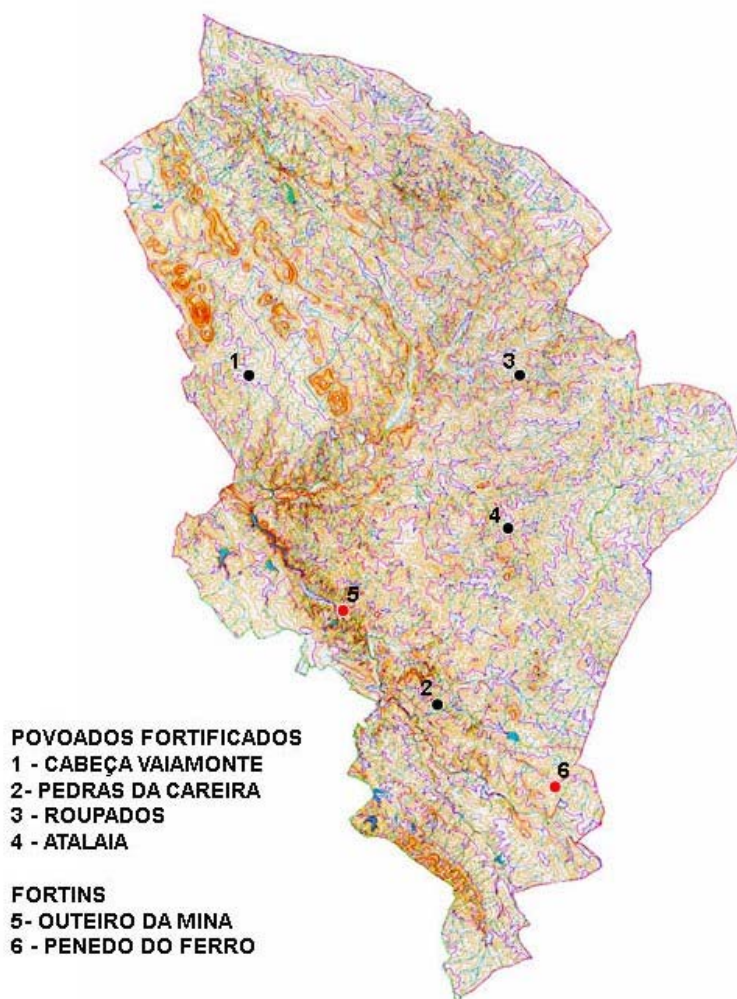 1
3
4
5
2
6
POVOADOS FORTIFICADOS
1 - CABEÇA VAIAMONTE
2- PEDRAS DA CAREIRA
3 - ROUPADOS
4 - ATALAIA
FORTINS
5- OUTEIRO DA MINA
6 - PENEDO DO FERRO